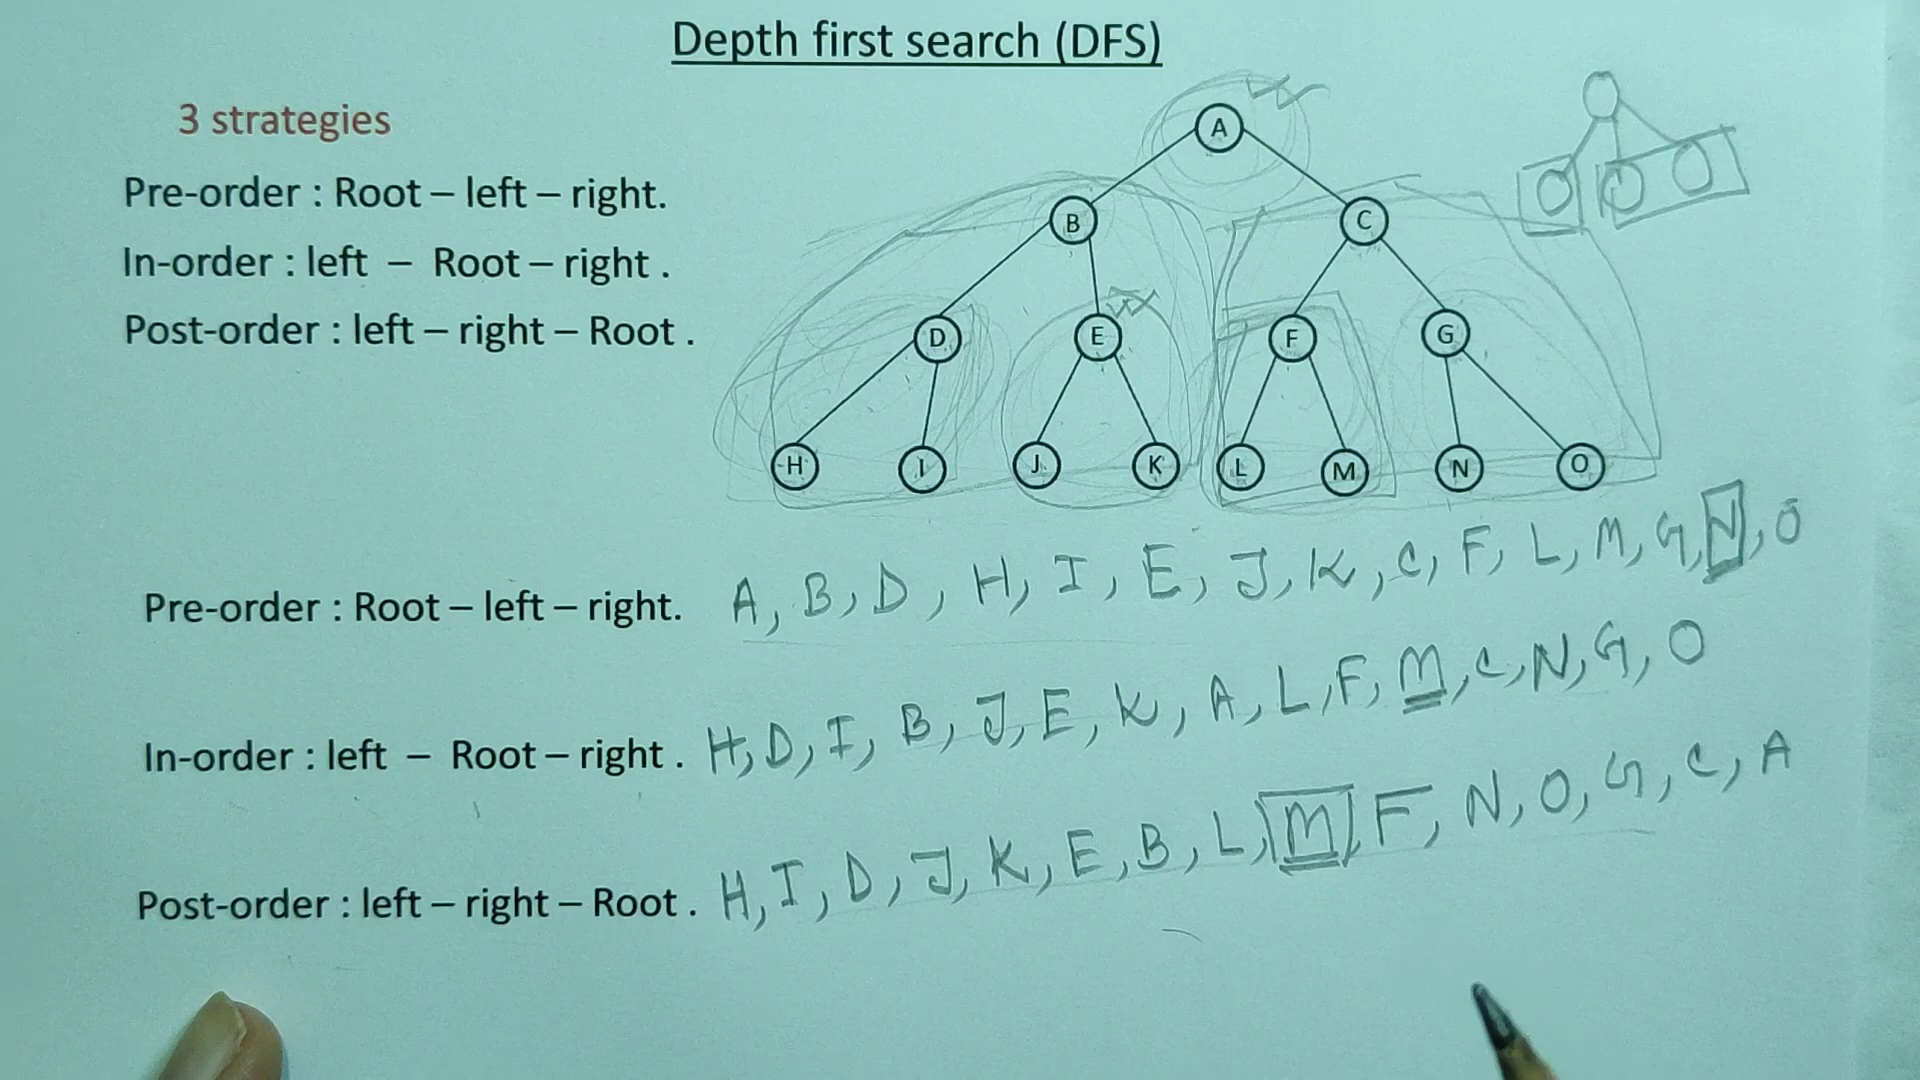 Depth first search (DFS)
3 strategies
Pre-order : Root – left – right.
In-order : left – Root – right .
Post-order : left – right – Root .
A
B
C
D
E
F
G
H
I
J
K
L
M
N
O
Pre-order : Root – left – right. A, B, D, H, I, E, J, K, C, F, L, M, G, N, O
In-order : left – Root – right . H, D, I, B, J, E, K, A, L, F, M, C, N, G, O
Post-order : left – right – Root . H, I, D, J, K, E, B, L, M, F, N, O, G, C, A